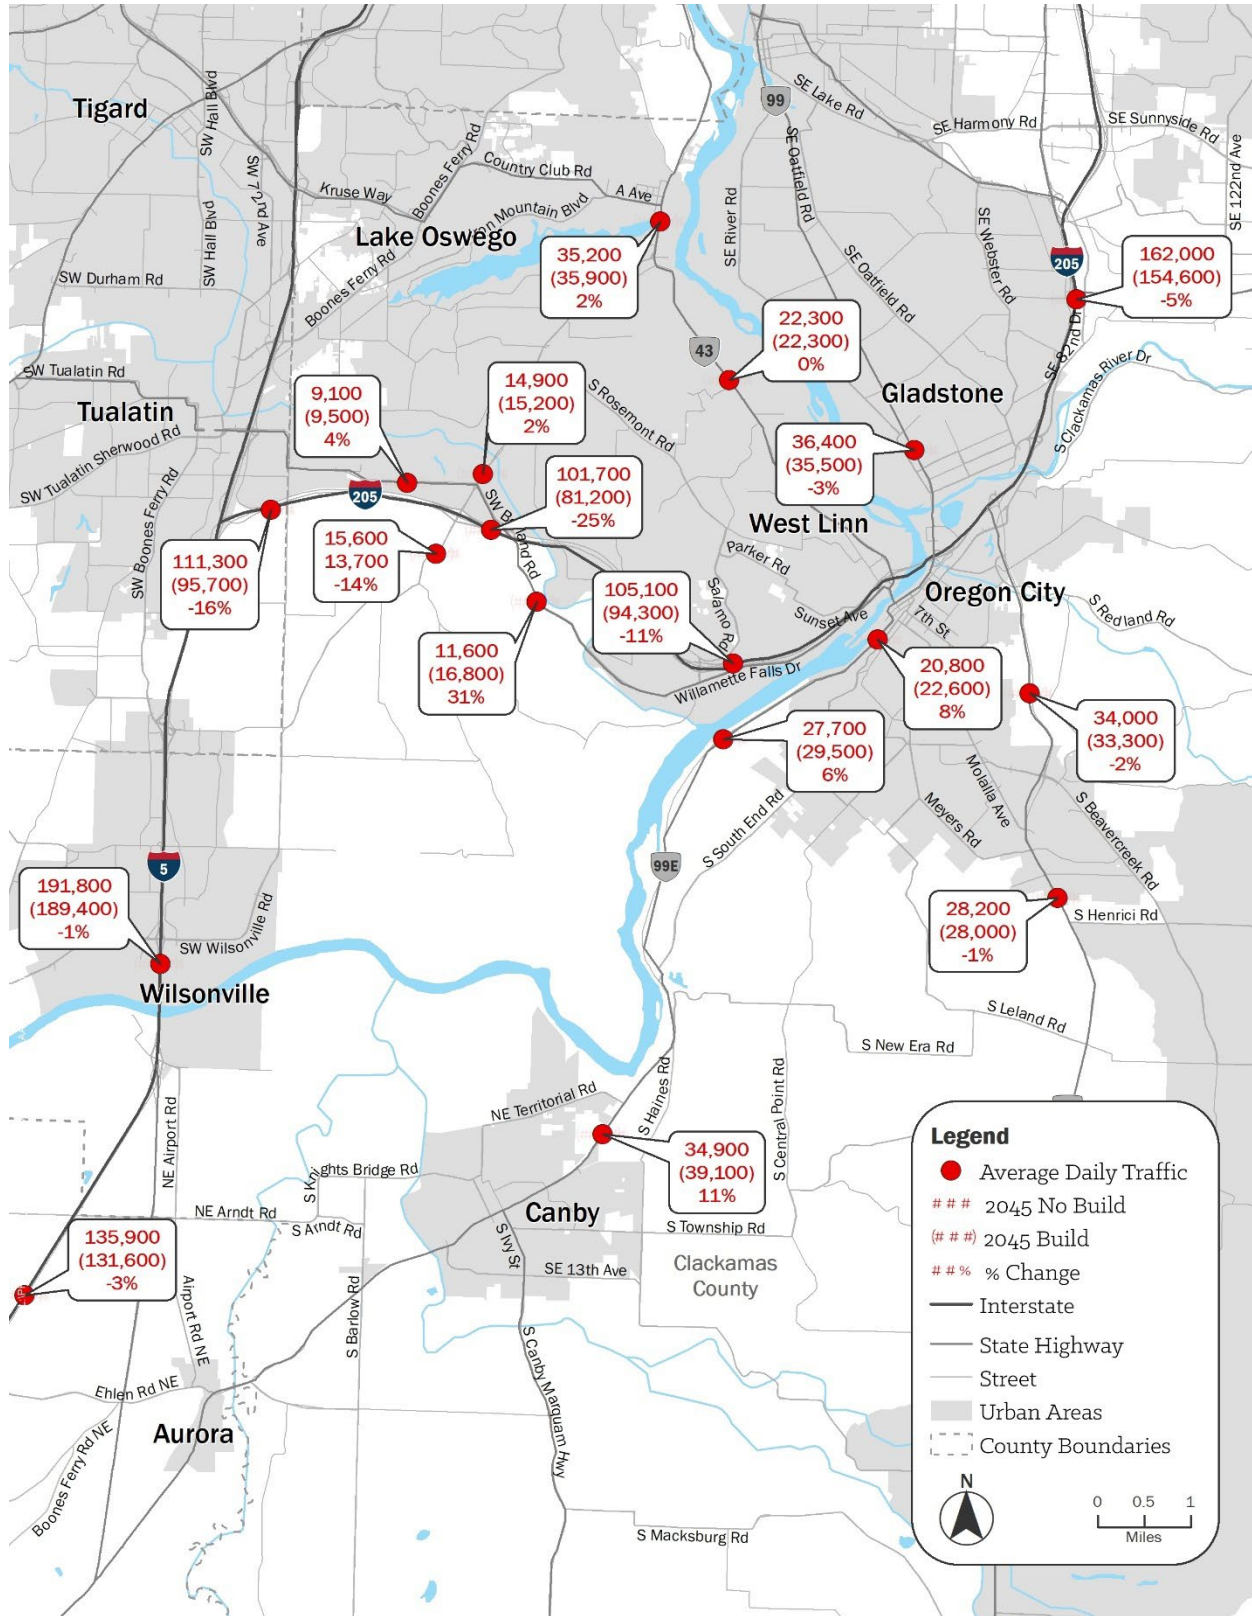 Tigard
SW Hall Blvd
SW 72nd Ave
SW Hall Blvd
Kruse Way
Boones Ferry Rd
Country Club Rd
A Ave
Mountain Blvd
Lake Oswego
Boones Ferry Rd
Boones Ferry Rd
SW Durham Rd
99
SE Lake Rd
SE Harmony Rd
SE Sunnyside Rd
SE 122nd Ave
SE Oatfield Rd
SE River Rd
SE Webster Rd
SE Oatfield Rd
205
162,000
(154,600)
-5%
SE 82nd Dr
S Clackamas River Dr
35,200
(35,900)
2%
22,300
(22,300)
0%
43
Gladstone
SW Tualatin Rd
Tualatin
SW Tualatin Sherwood Rd
SW Boones Ferry Rd
9,100
(9,500)
4%
14,900
(15,200)
2%
S Rosemont Rd
36,400
(35,500)
-3%
101,700
(81,200)
-25%
205
SW B land Rd
West Linn
111,300
(95,700)
-16%
15,600
13,700
-14%
Parker Rd
Salamo Rd
105,100
(94,300)
-11%
Sunset Ave
Oregon City
7th St
S Redland Rd
11,600
(16,800)
31%
Willamette Falls Dr
20,800
(22,600)
8%
34,000
(33,300)
-2%
27,700
(29,500)
6%
Molalla Ave
Meyers Rd
S Beavercreek Rd
S South End Rd
99E
5
191,800
(189,400)
-1%
SW Wilsonville Rd
Wilsonville
28,200
(28,000)
-1%
S Henrici Rd
S Leland Rd
S New Era Rd
S Haines Rd
S Central Point Rd
NE Territorial Rd
NE Airport Rd
S Kni ghts Bridge Rd
34,900
(39,100)
11%
NE Arndt Rd
S Arndt Rd
Canby
S Township Rd
S Ivy St
SE 13th Ave
Clackamas
County
135,900
(131,600)
-3%
Airport Rd NE
S Barlow Rd
S Canby Marquam Hwy
Ehlen Rd NE
Aurora
Boones Ferry Rd NE
S Macksburg Rd
Legend
Average Daily Traffic
### 2045 No Build
(###) 2045 Build
##% % Change
Interstate
State Highway
Street
Urban Areas
County Boundaries
N
0 0.5 1
Miles